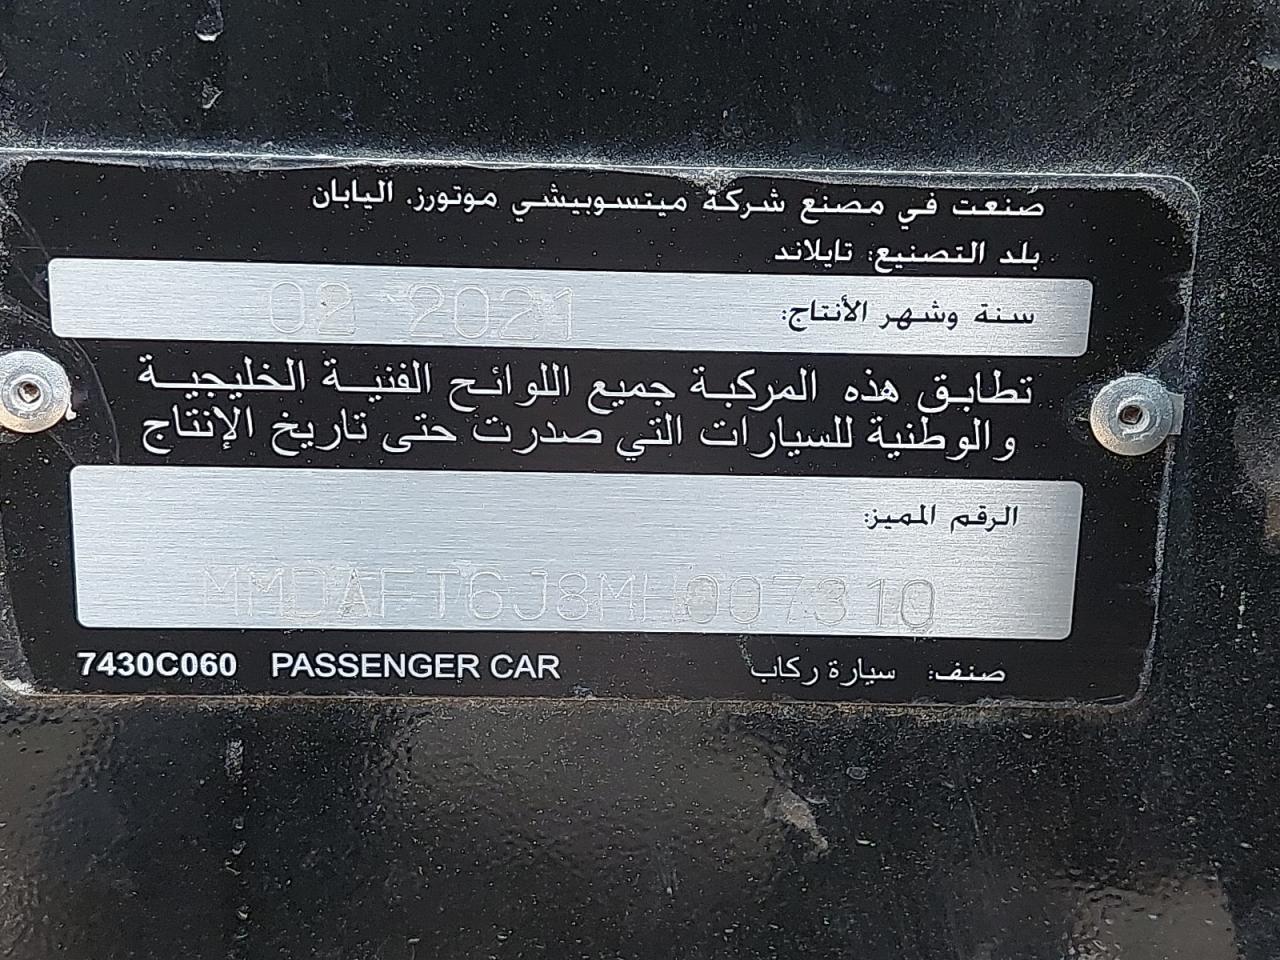 صنعت في مصنع شركة ميتسوبيشي موتورز. اليابان
بلد التصنيع: تايلاند
سنة وشهر الأنتاج: 02 2021
تطابق هذه المركبة جميع اللوائح الفنية الخليجية
والوطنية للسيارات التي صدرت حتى تاريخ الإنتاج
الرقم المميز:
MMDAFT6J8MH007310
صنف: سيارة ركاب PASSENGER CAR 7430C060